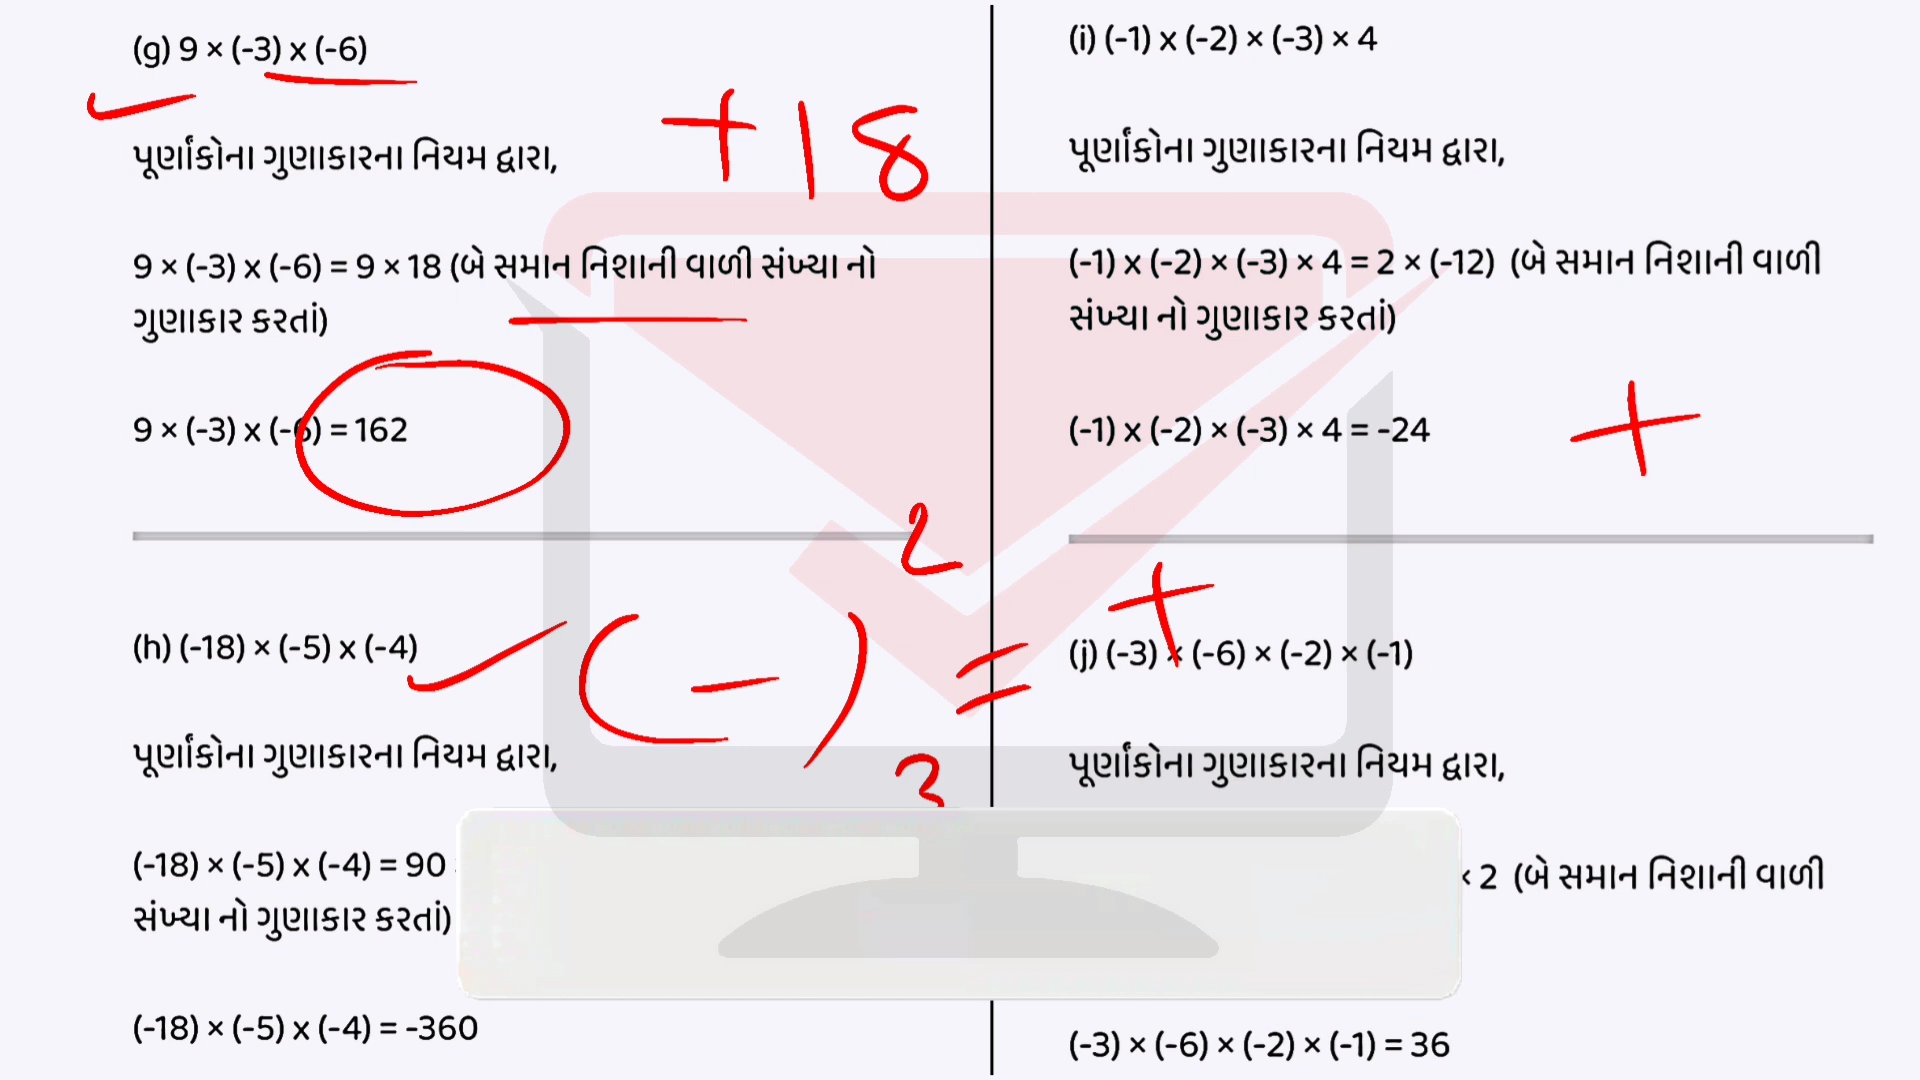 (g) 9 × (-3) x (-6)
+18
પૂર્ણાંકોના ગુણાકારના નિયમ દ્વારા,
9 × (-3) x (-6) = 9 × 18 (બે સમાન નિશાની વાળી સંખ્યા નો
ગુણાકાર કરતાં)
9 × (-3) x (-6) = 162
(h) (-18) × (-5) x (-4)
2
(-) = +
3
પૂર્ણાંકોના ગુણાકારના નિયમ દ્વારા,
(-18) × (-5) x (-4) = 90
સંખ્યા નો ગુણાકાર કરતાં)
(-18) × (-5) x (-4) = -360
(i) (-1) x (-2) × (-3) × 4
પૂર્ણાંકોના ગુણાકારના નિયમ દ્વારા,
(-1) x (-2) × (-3) × 4 = 2 × (-12) (બે સમાન નિશાની વાળી
સંખ્યા નો ગુણાકાર કરતાં)
(-1) x (-2) × (-3) × 4 = -24
+
(j) (-3) × (-6) × (-2) × (-1)
પૂર્ણાંકોના ગુણાકારના નિયમ દ્વારા,
× 2 (બે સમાન નિશાની વાળી
(-3) × (-6) × (-2) × (-1) = 36